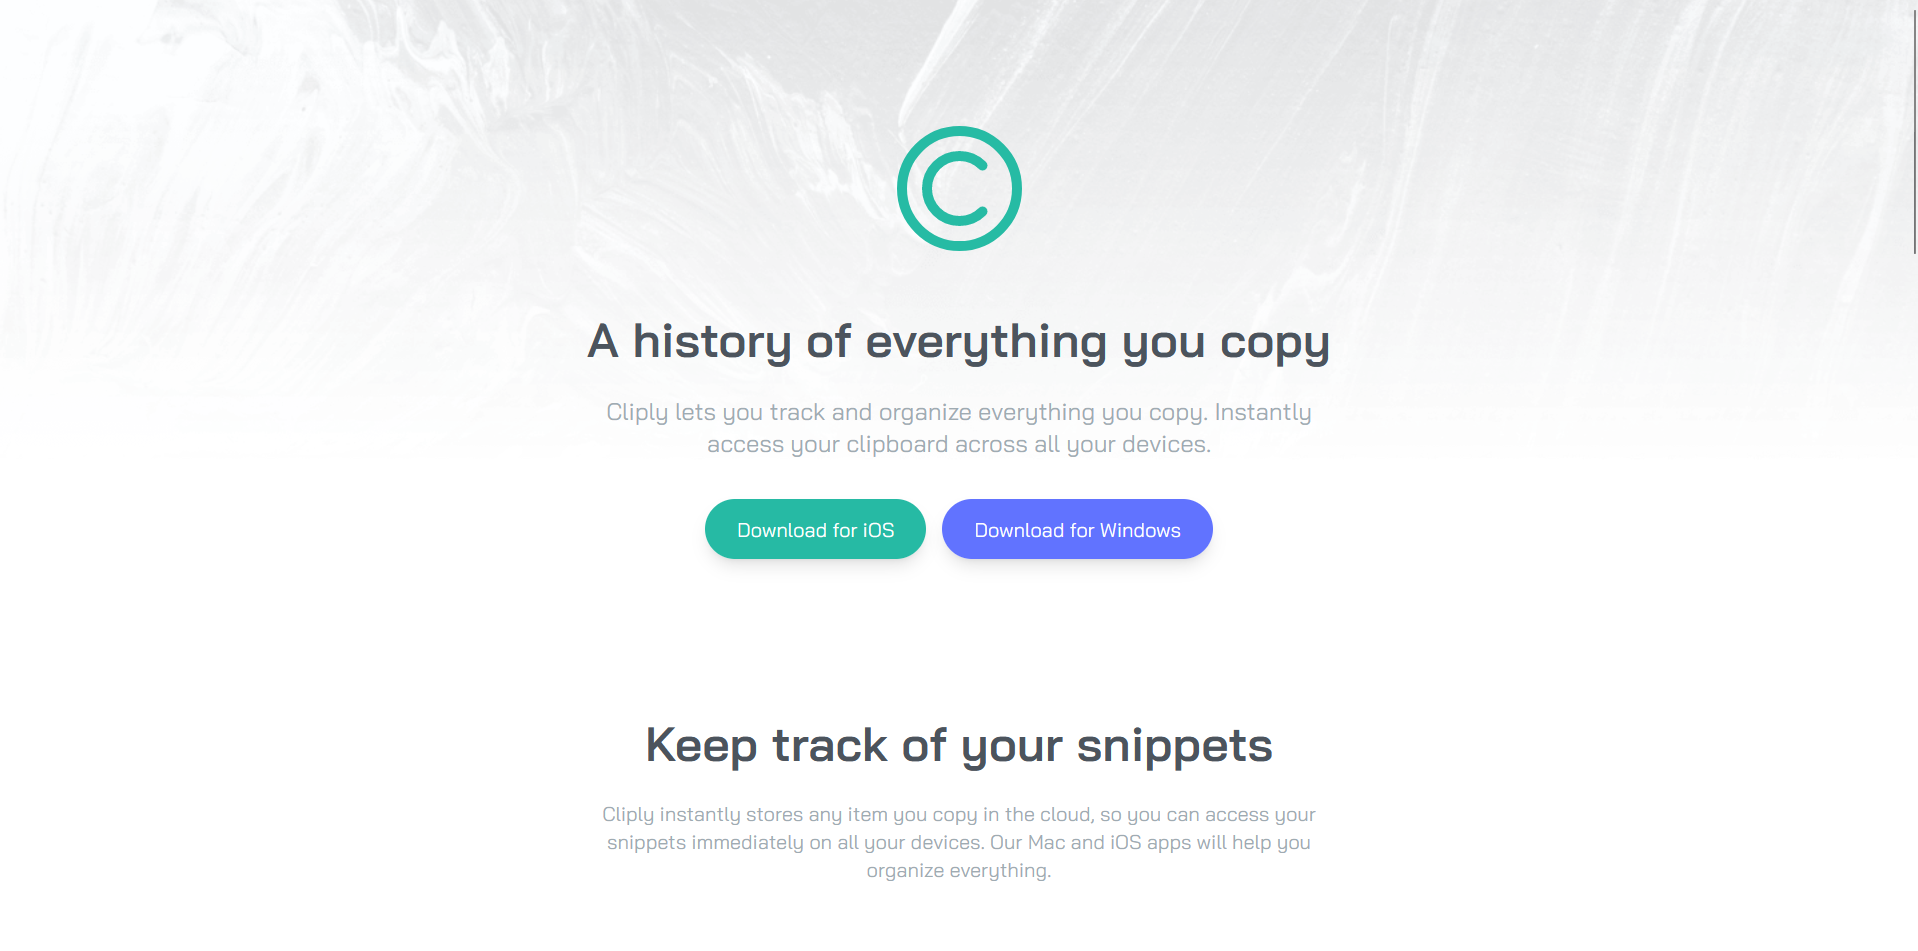 A history of everything you copy
Cliply lets you track and organize everything you copy. Instantly
access your clipboard across all your devices.
Download for iOS
Download for Windows
Keep track of your snippets
Cliply instantly stores any item you copy in the cloud, so you can access your
snippets immediately on all your devices. Our Mac and iOS apps will help you
organize everything.